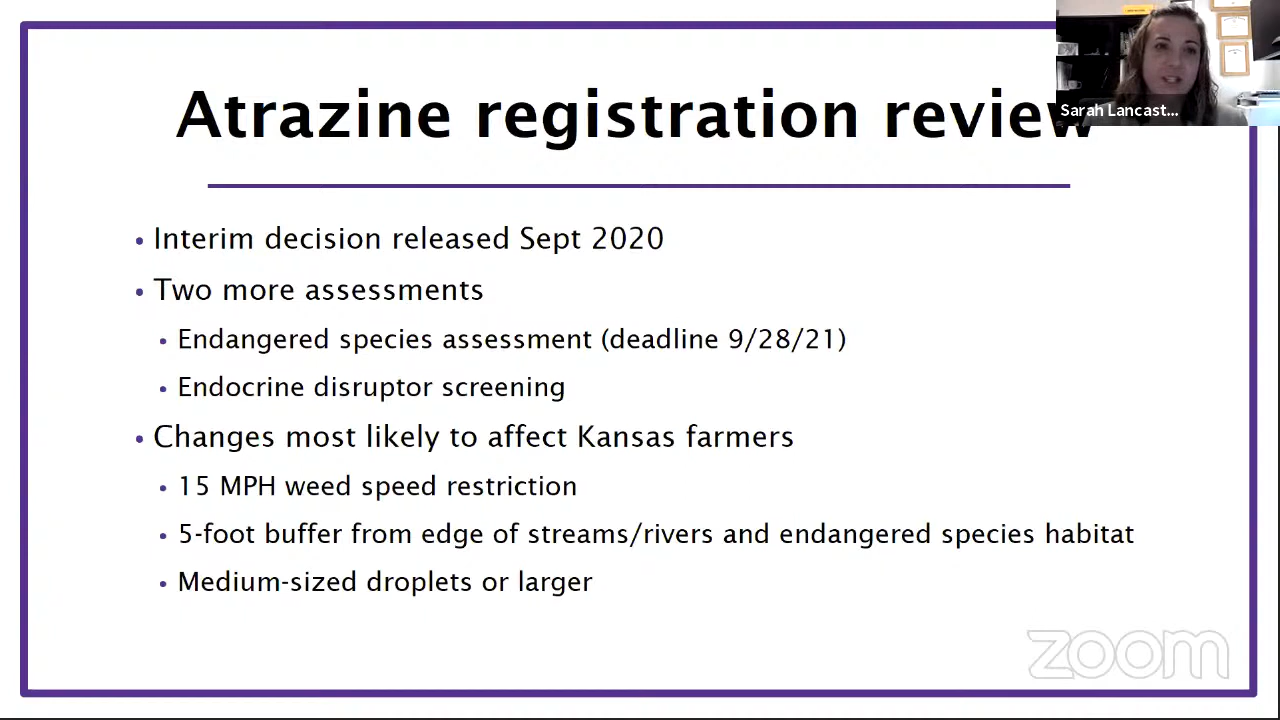 Atrazine registration review
Sarah Lancast...
• Interim decision released Sept 2020
• Two more assessments
• Endangered species assessment (deadline 9/28/21)
• Endocrine disruptor screening
• Changes most likely to affect Kansas farmers
• 15 MPH weed speed restriction
• 5-foot buffer from edge of streams/rivers and endangered species habitat
• Medium-sized droplets or larger
zoom